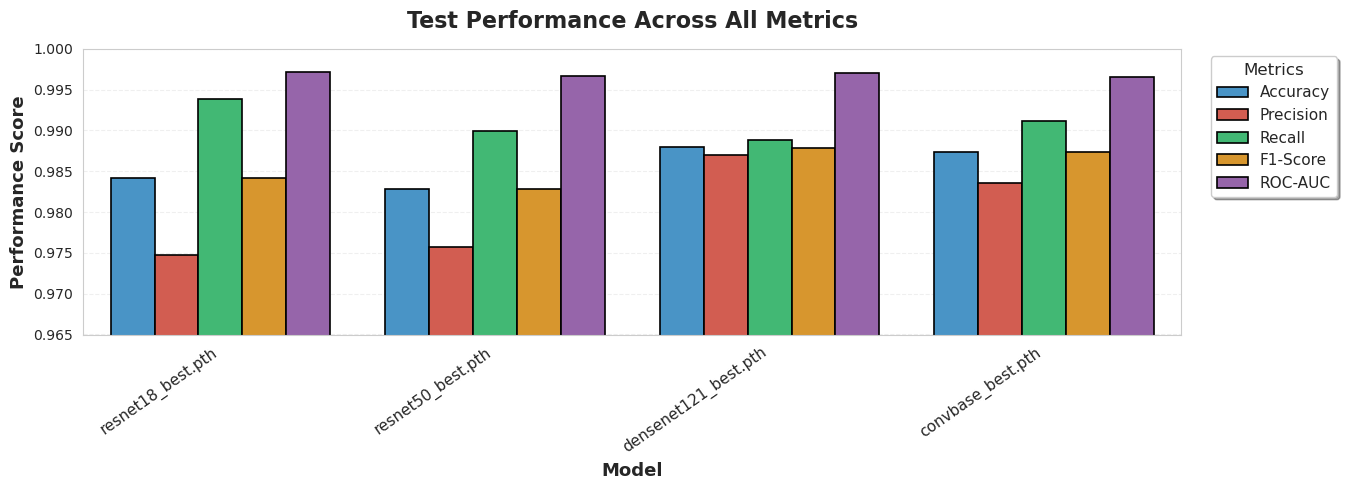 Test Performance Across All Metrics
Performance Score
1.000
0.995
0.990
0.985
0.980
0.975
0.970
0.965
resnet18_best.pth
resnet50_best.pth
densenet121_best.pth
convbase_best.pth
Model
Metrics
Accuracy
Precision
Recall
F1-Score
ROC-AUC